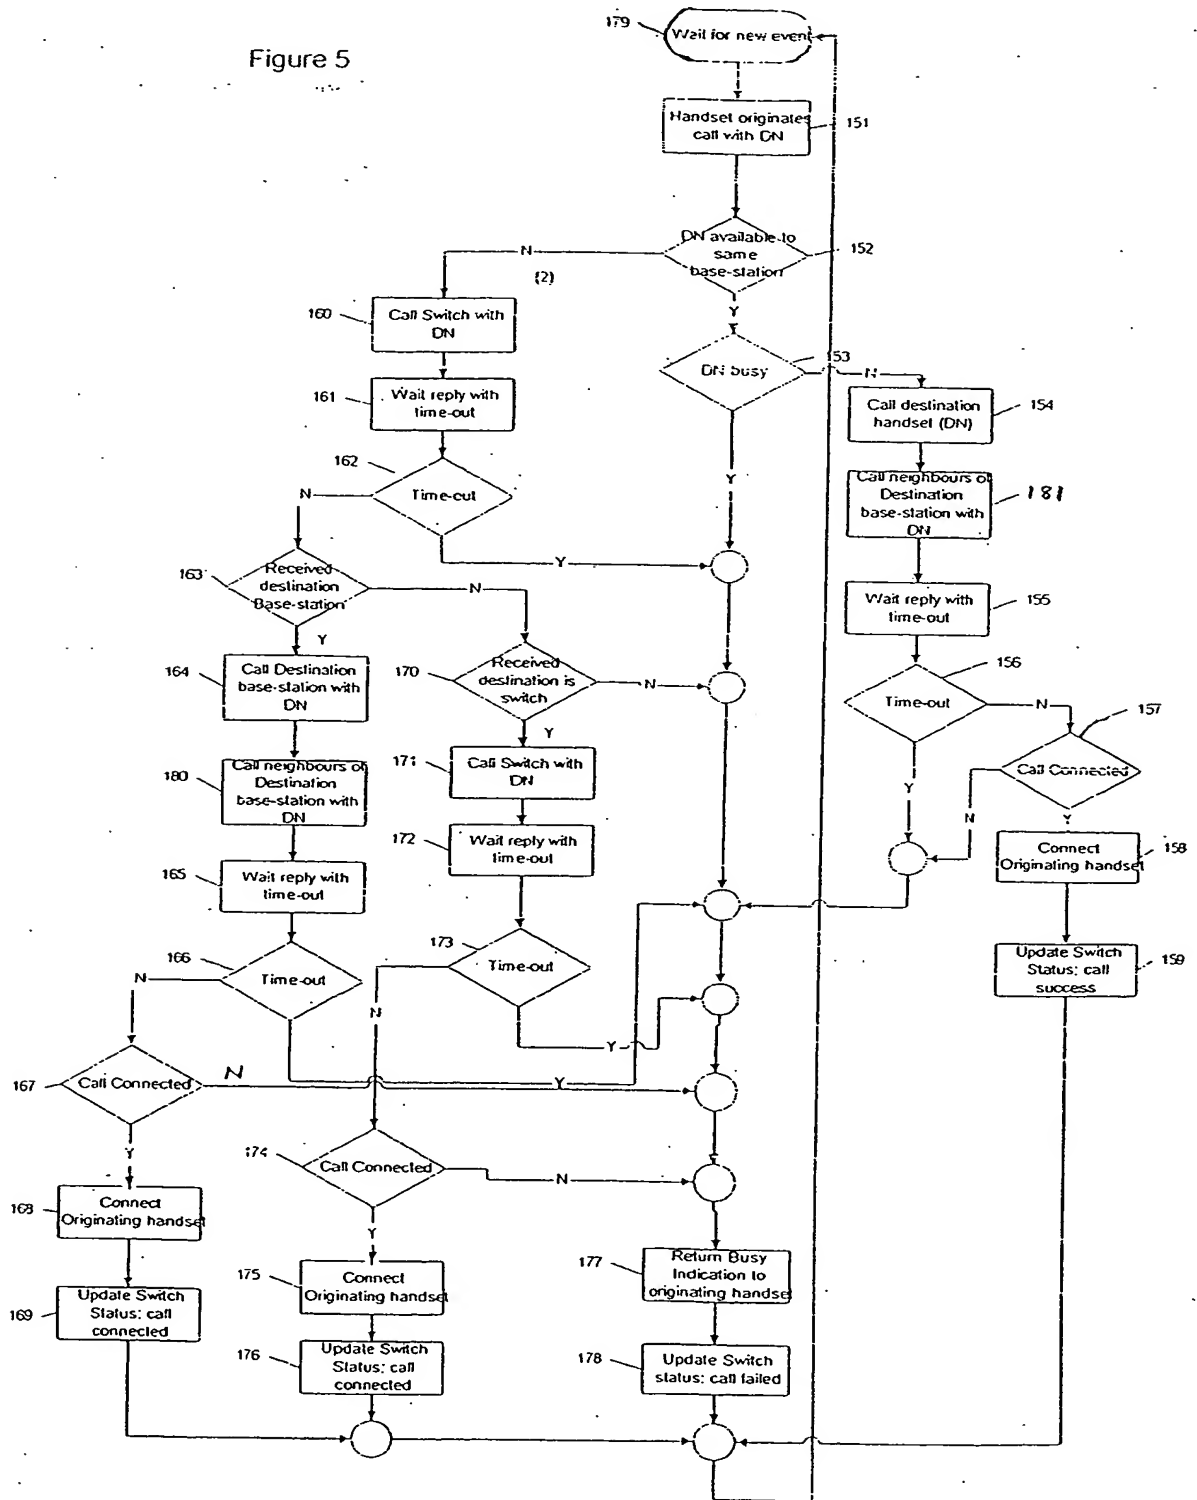 Figure 5
179
Wait for new event
Handset originates
call with DN
151
DN available to
same
base-station
152
N
(2)
Y
160
Call Switch with
DN
DN busy
153
N
Y
161
Wait reply with
time-out
Call destination
handset (DN)
154
162
Time-out
N
Y
Call neighbours of
Destination
base-station with
DN
181
163
Received
destination
Base-station
N
Y
Wait reply with
time-out
155
164
Call Destination
base-station with
DN
170
Received
destination is
switch
N
Y
156
Time-out
N
Y
157
Call Connected
N
Y
180
Call neighbours of
Destination
base-station with
DN
171
Call Switch with
DN
172
Wait reply with
time-out
Connect
Originating handset
158
165
Wait reply with
time-out
166
Time-out
N
Y
173
Time-out
N
Y
Update Switch
Status: call
success
159
167
Call Connected
N
Y
174
Call Connected
N
Y
168
Connect
Originating handset
175
Connect
Originating handset
177
Return Busy
Indication to
originating handset
169
Update Switch
Status: call
connected
176
Update Switch
Status: call
connected
178
Update Switch
status: call failed